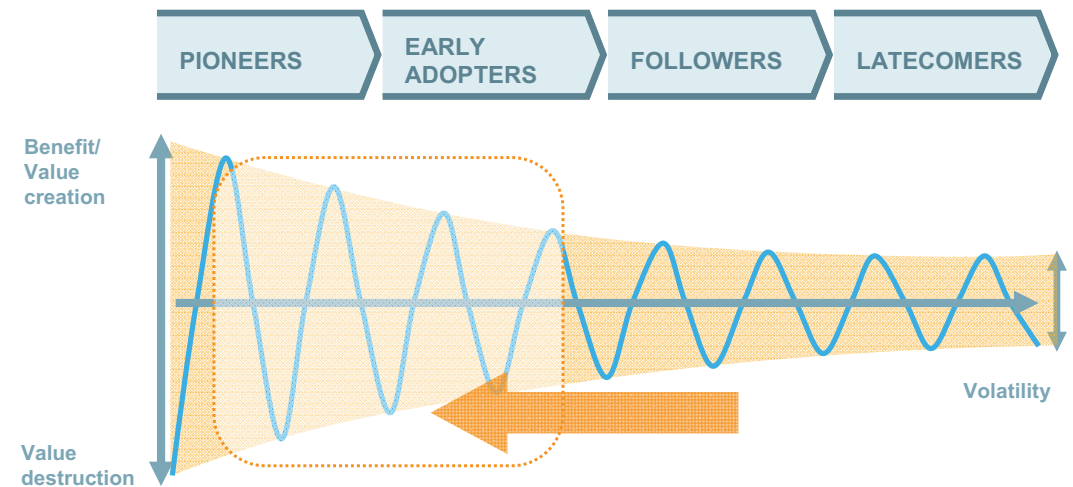 PIONEERS
EARLY
ADOPTERS
FOLLOWERS
LATECOMERS
Benefit/
Value
creation
Volatility
Value
destruction